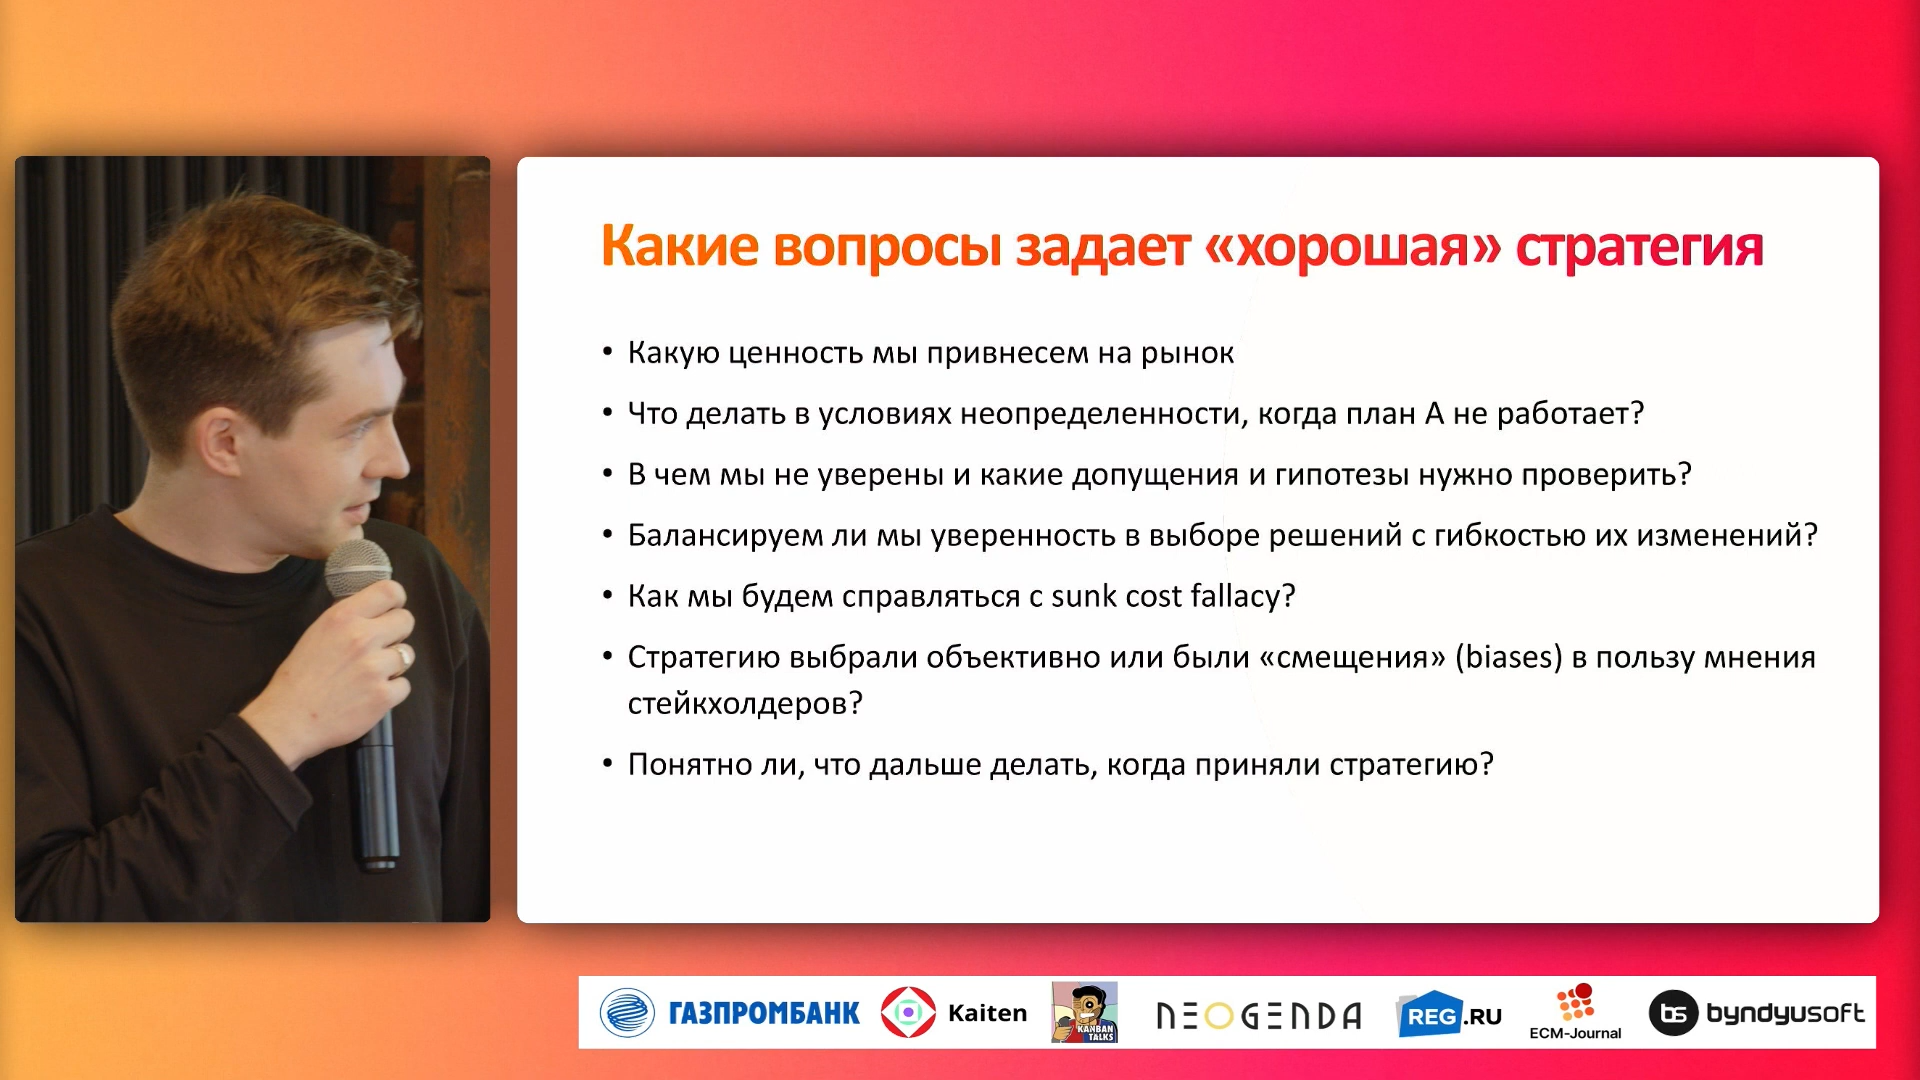 Какие вопросы задает «хорошая» стратегия
• Какую ценность мы привнесем на рынок
• Что делать в условиях неопределенности, когда план А не работает?
• В чем мы не уверены и какие допущения и гипотезы нужно проверить?
• Балансируем ли мы уверенность в выборе решений с гибкостью их изменений?
• Как мы будем справляться с sunk cost fallacy?
• Стратегию выбрали объективно или были «смещения» (biases) в пользу мнения
стейкхолдеров?
• Понятно ли, что дальше делать, когда приняли стратегию?
ГАЗПРОМБАНК
Kaiten
KANBAN
TALKS
NEOGENDA
REG.RU
ECM-Journal
bs byndyusoft